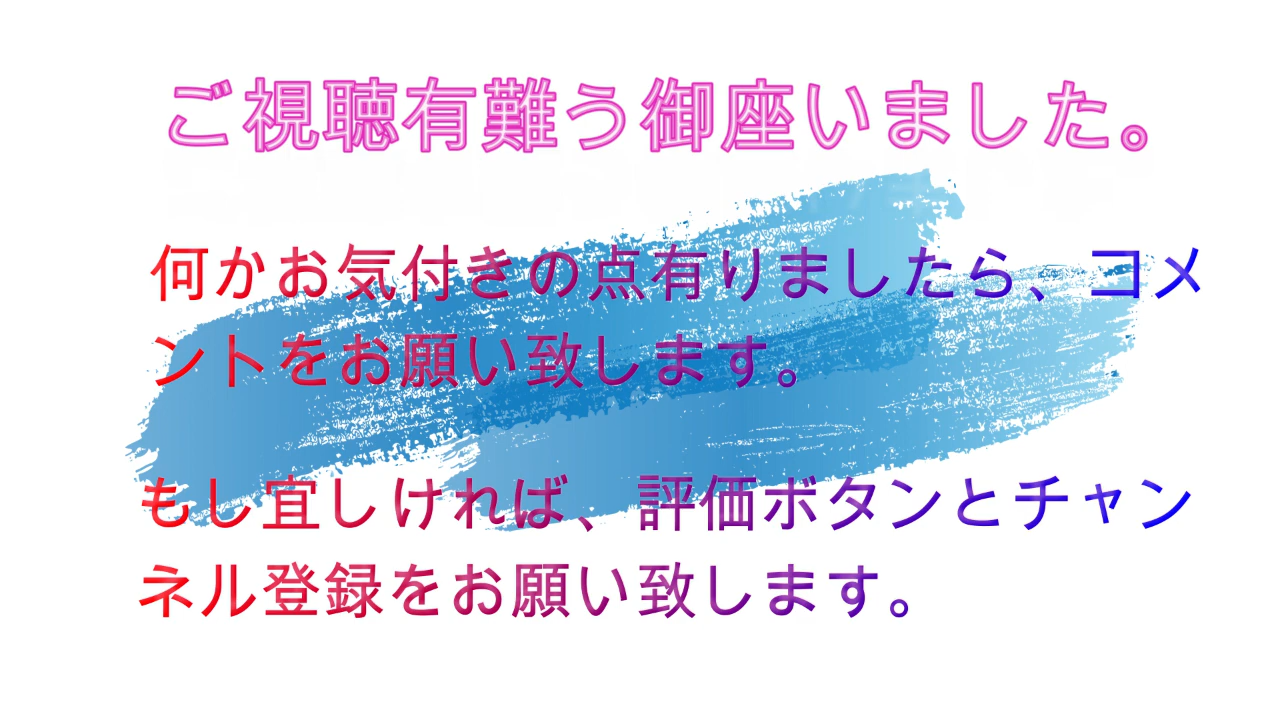 ご視聴有難う御座いました。
何かお気付きの点有りましたら、コメ
ントをお願い致します。
もし宜しければ、評価ボタンとチャン
ネル登録をお願い致します。